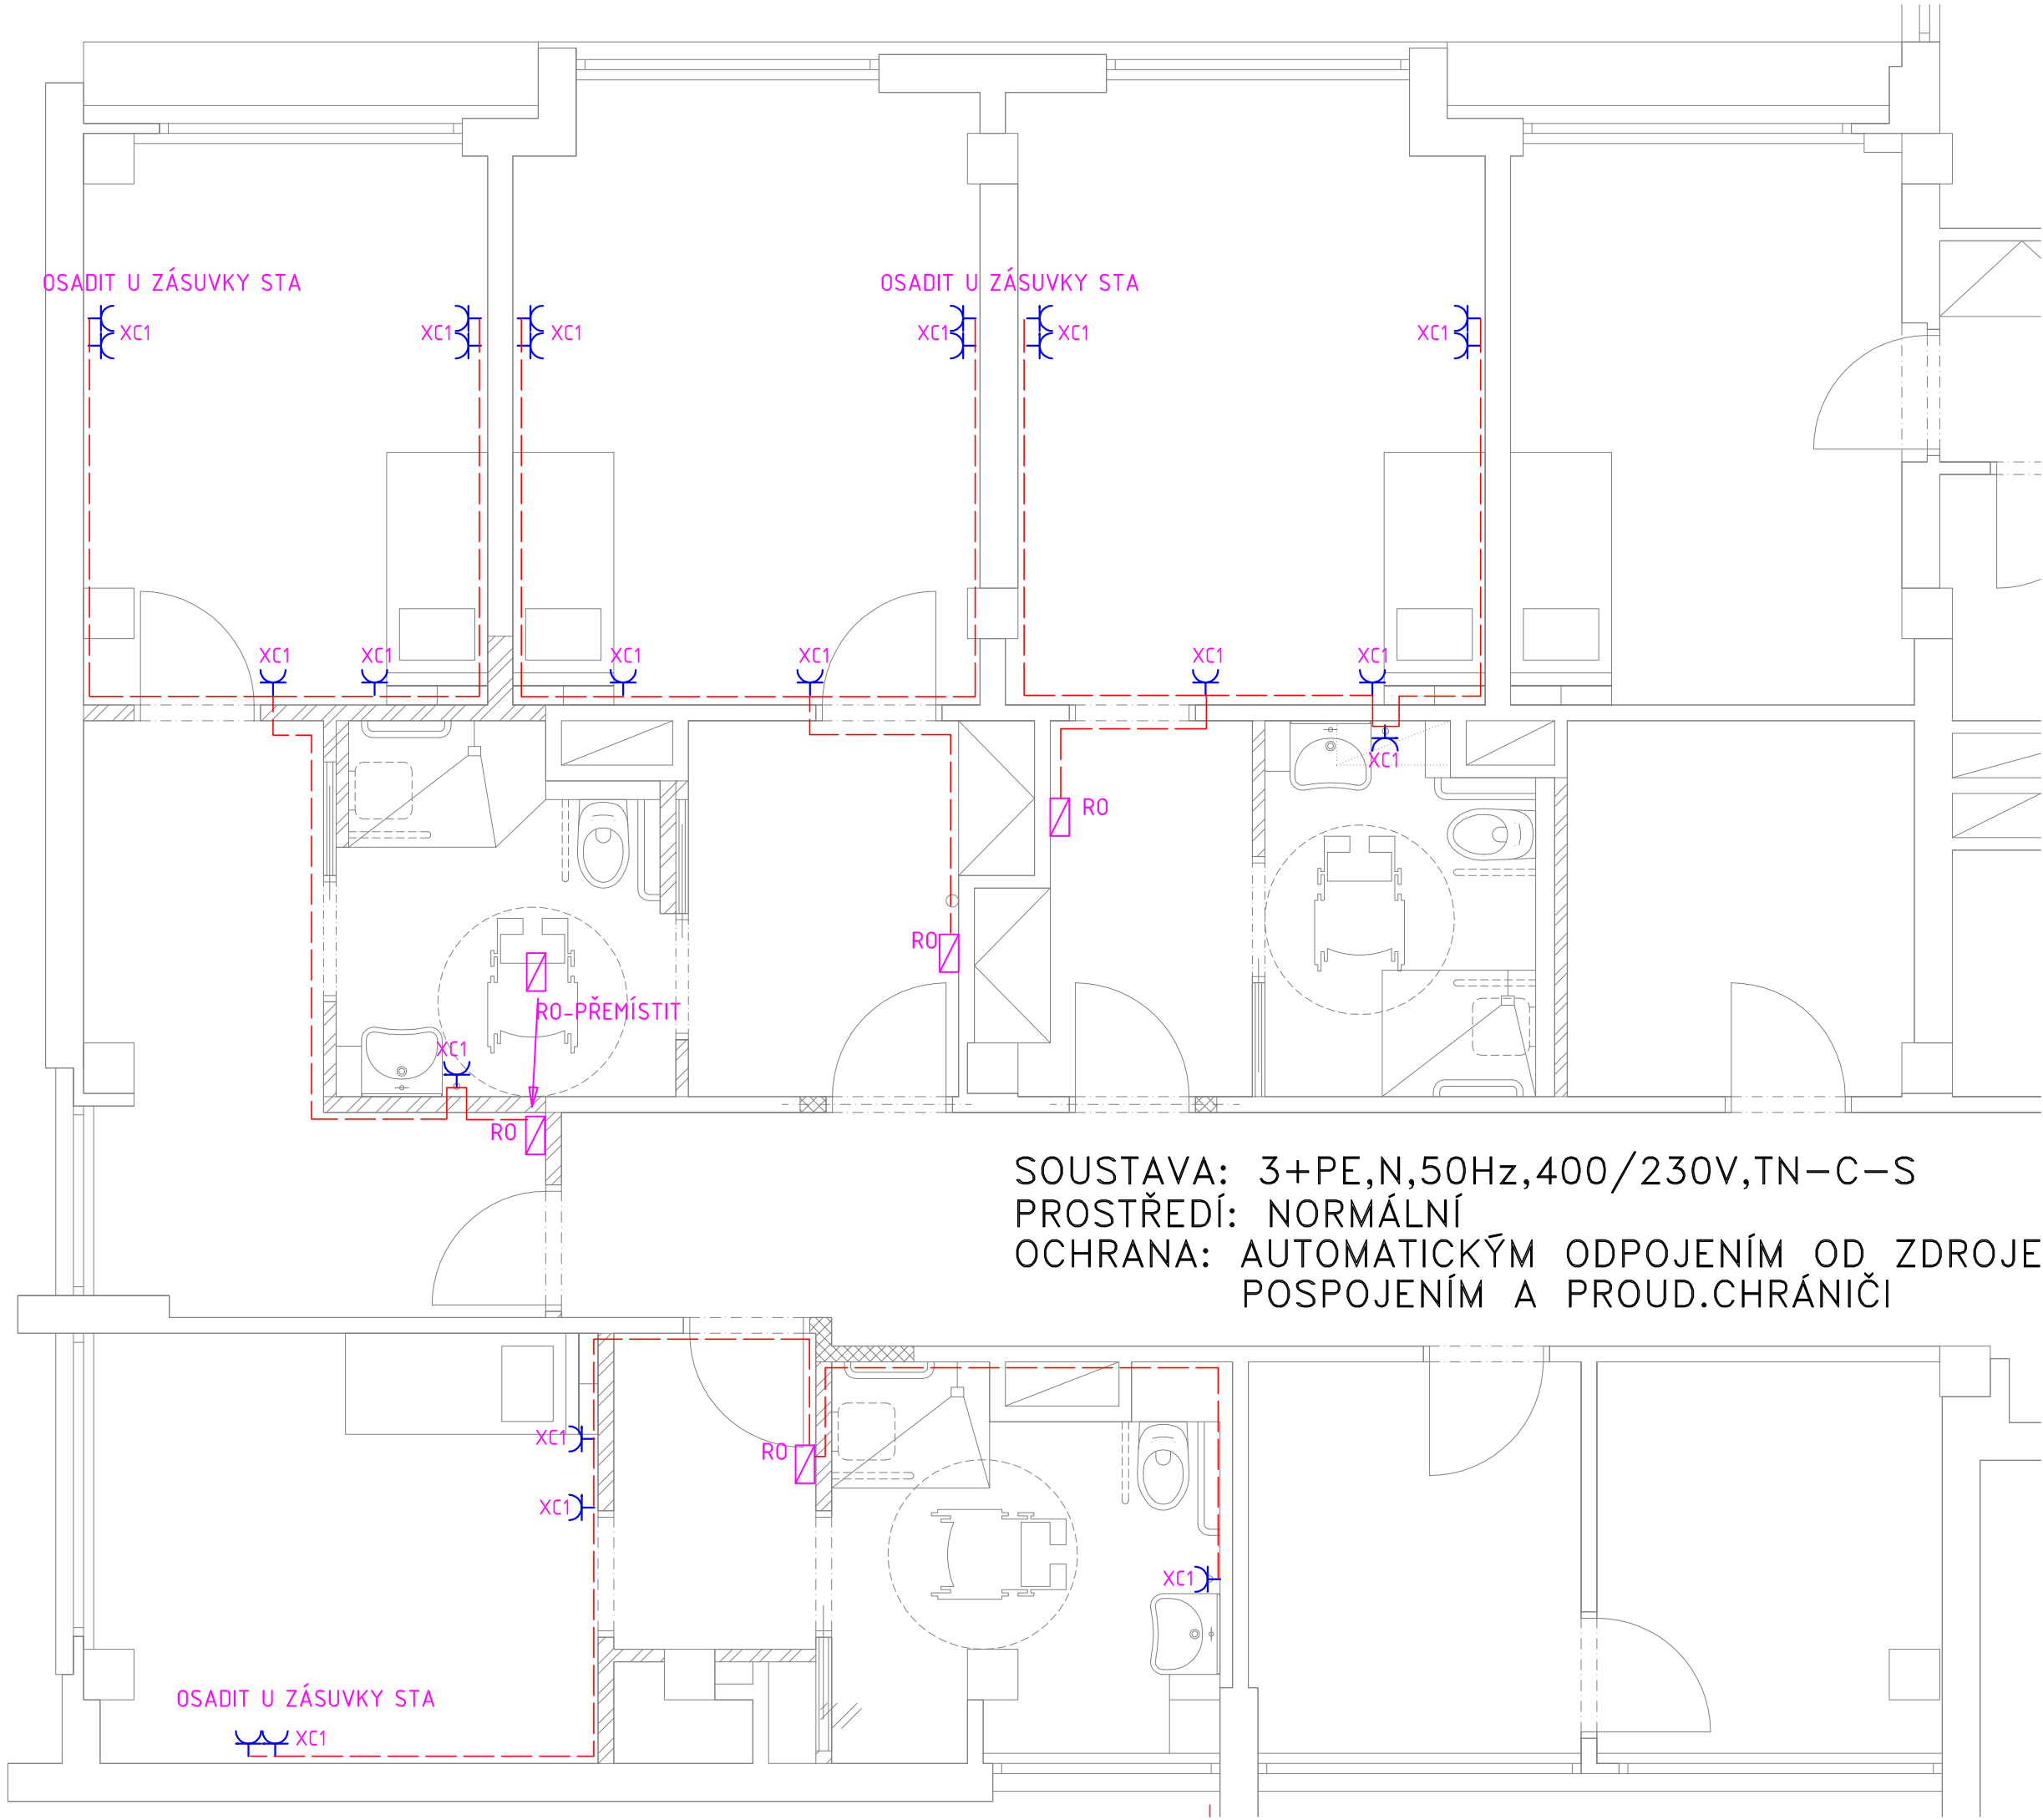 OSADIT U ZÁSUVKY STA
OSADIT U ZÁSUVKY STA
XC1
XC1
XC1
XC1
XC1
XC1
XC1
XC1
XC1
XC1
XC1
XC1
XC1
RO
RO
RO-PŘEMÍSTIT
XC1
RO
SOUSTAVA: 3+PE,N,50Hz,400/230V,TN-C-S
PROSTŘEDÍ: NORMÁLNÍ
OCHRANA: AUTOMATICKÝM ODPOJENÍM OD ZDROJE
POSPOJENÍM A PROUD.CHRÁNIČI
XC1
RO
XC1
XC1
OSADIT U ZÁSUVKY STA
XC1